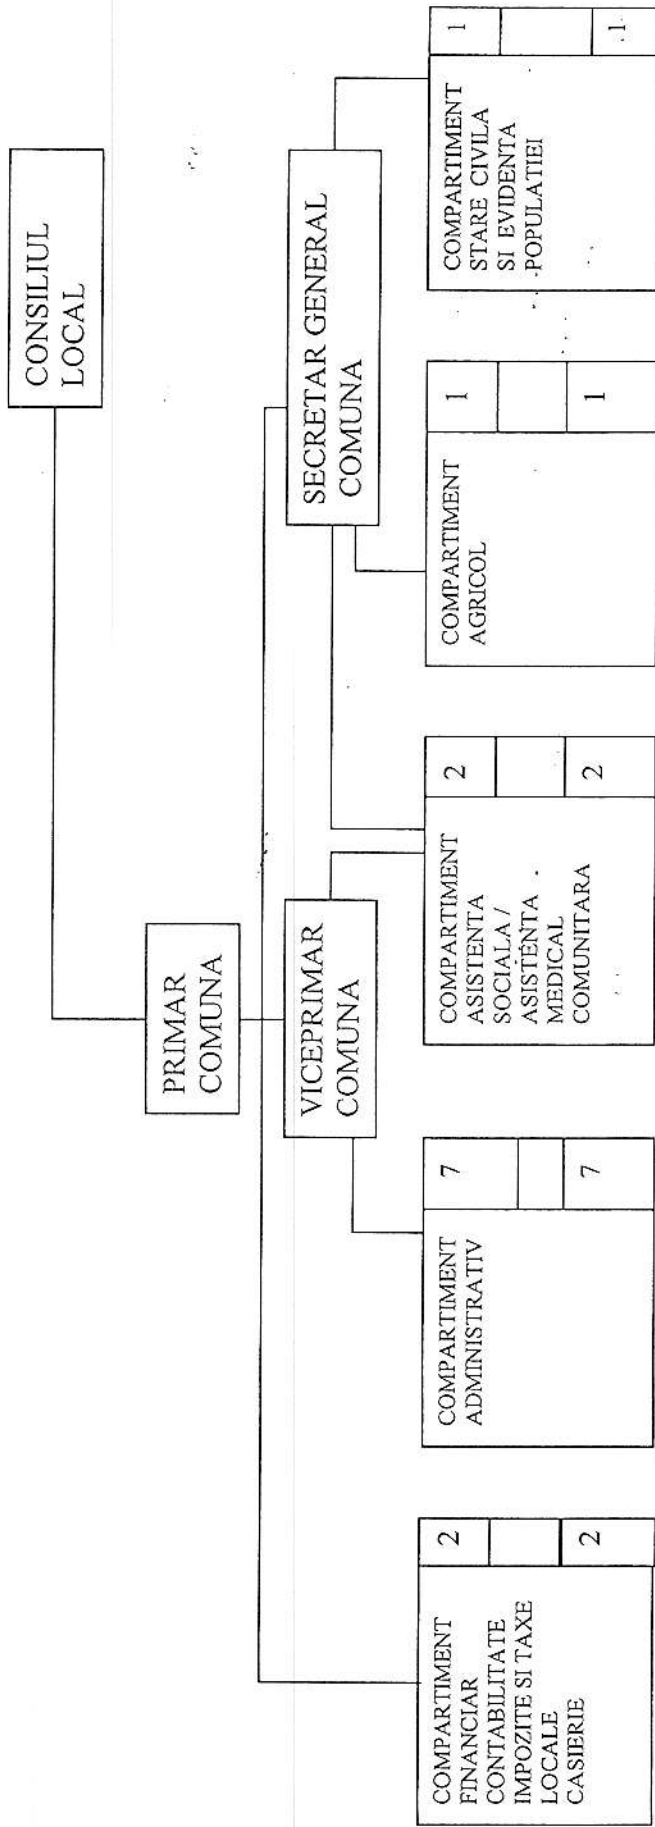 CONSILIUL
LOCAL
PRIMAR
COMUNA
VICEPRIMAR
COMUNA
SECRETAR GENERAL
COMUNA
COMPARTIMENT
FINANCIAR
CONTABILITATE
IMPOZITE SI TAXE
LOCALE
CASIERIE
2
2
COMPARTIMENT
ADMINISTRATIV
7
7
COMPARTIMENT
ASISTENTA
SOCIALA /
ASISTENTA
MEDICAL
COMUNITARA
2
2
COMPARTIMENT
AGRICOL
1
1
COMPARTIMENT
STARE CIVILA
SI EVIDENTA
POPULATIEI
1
1